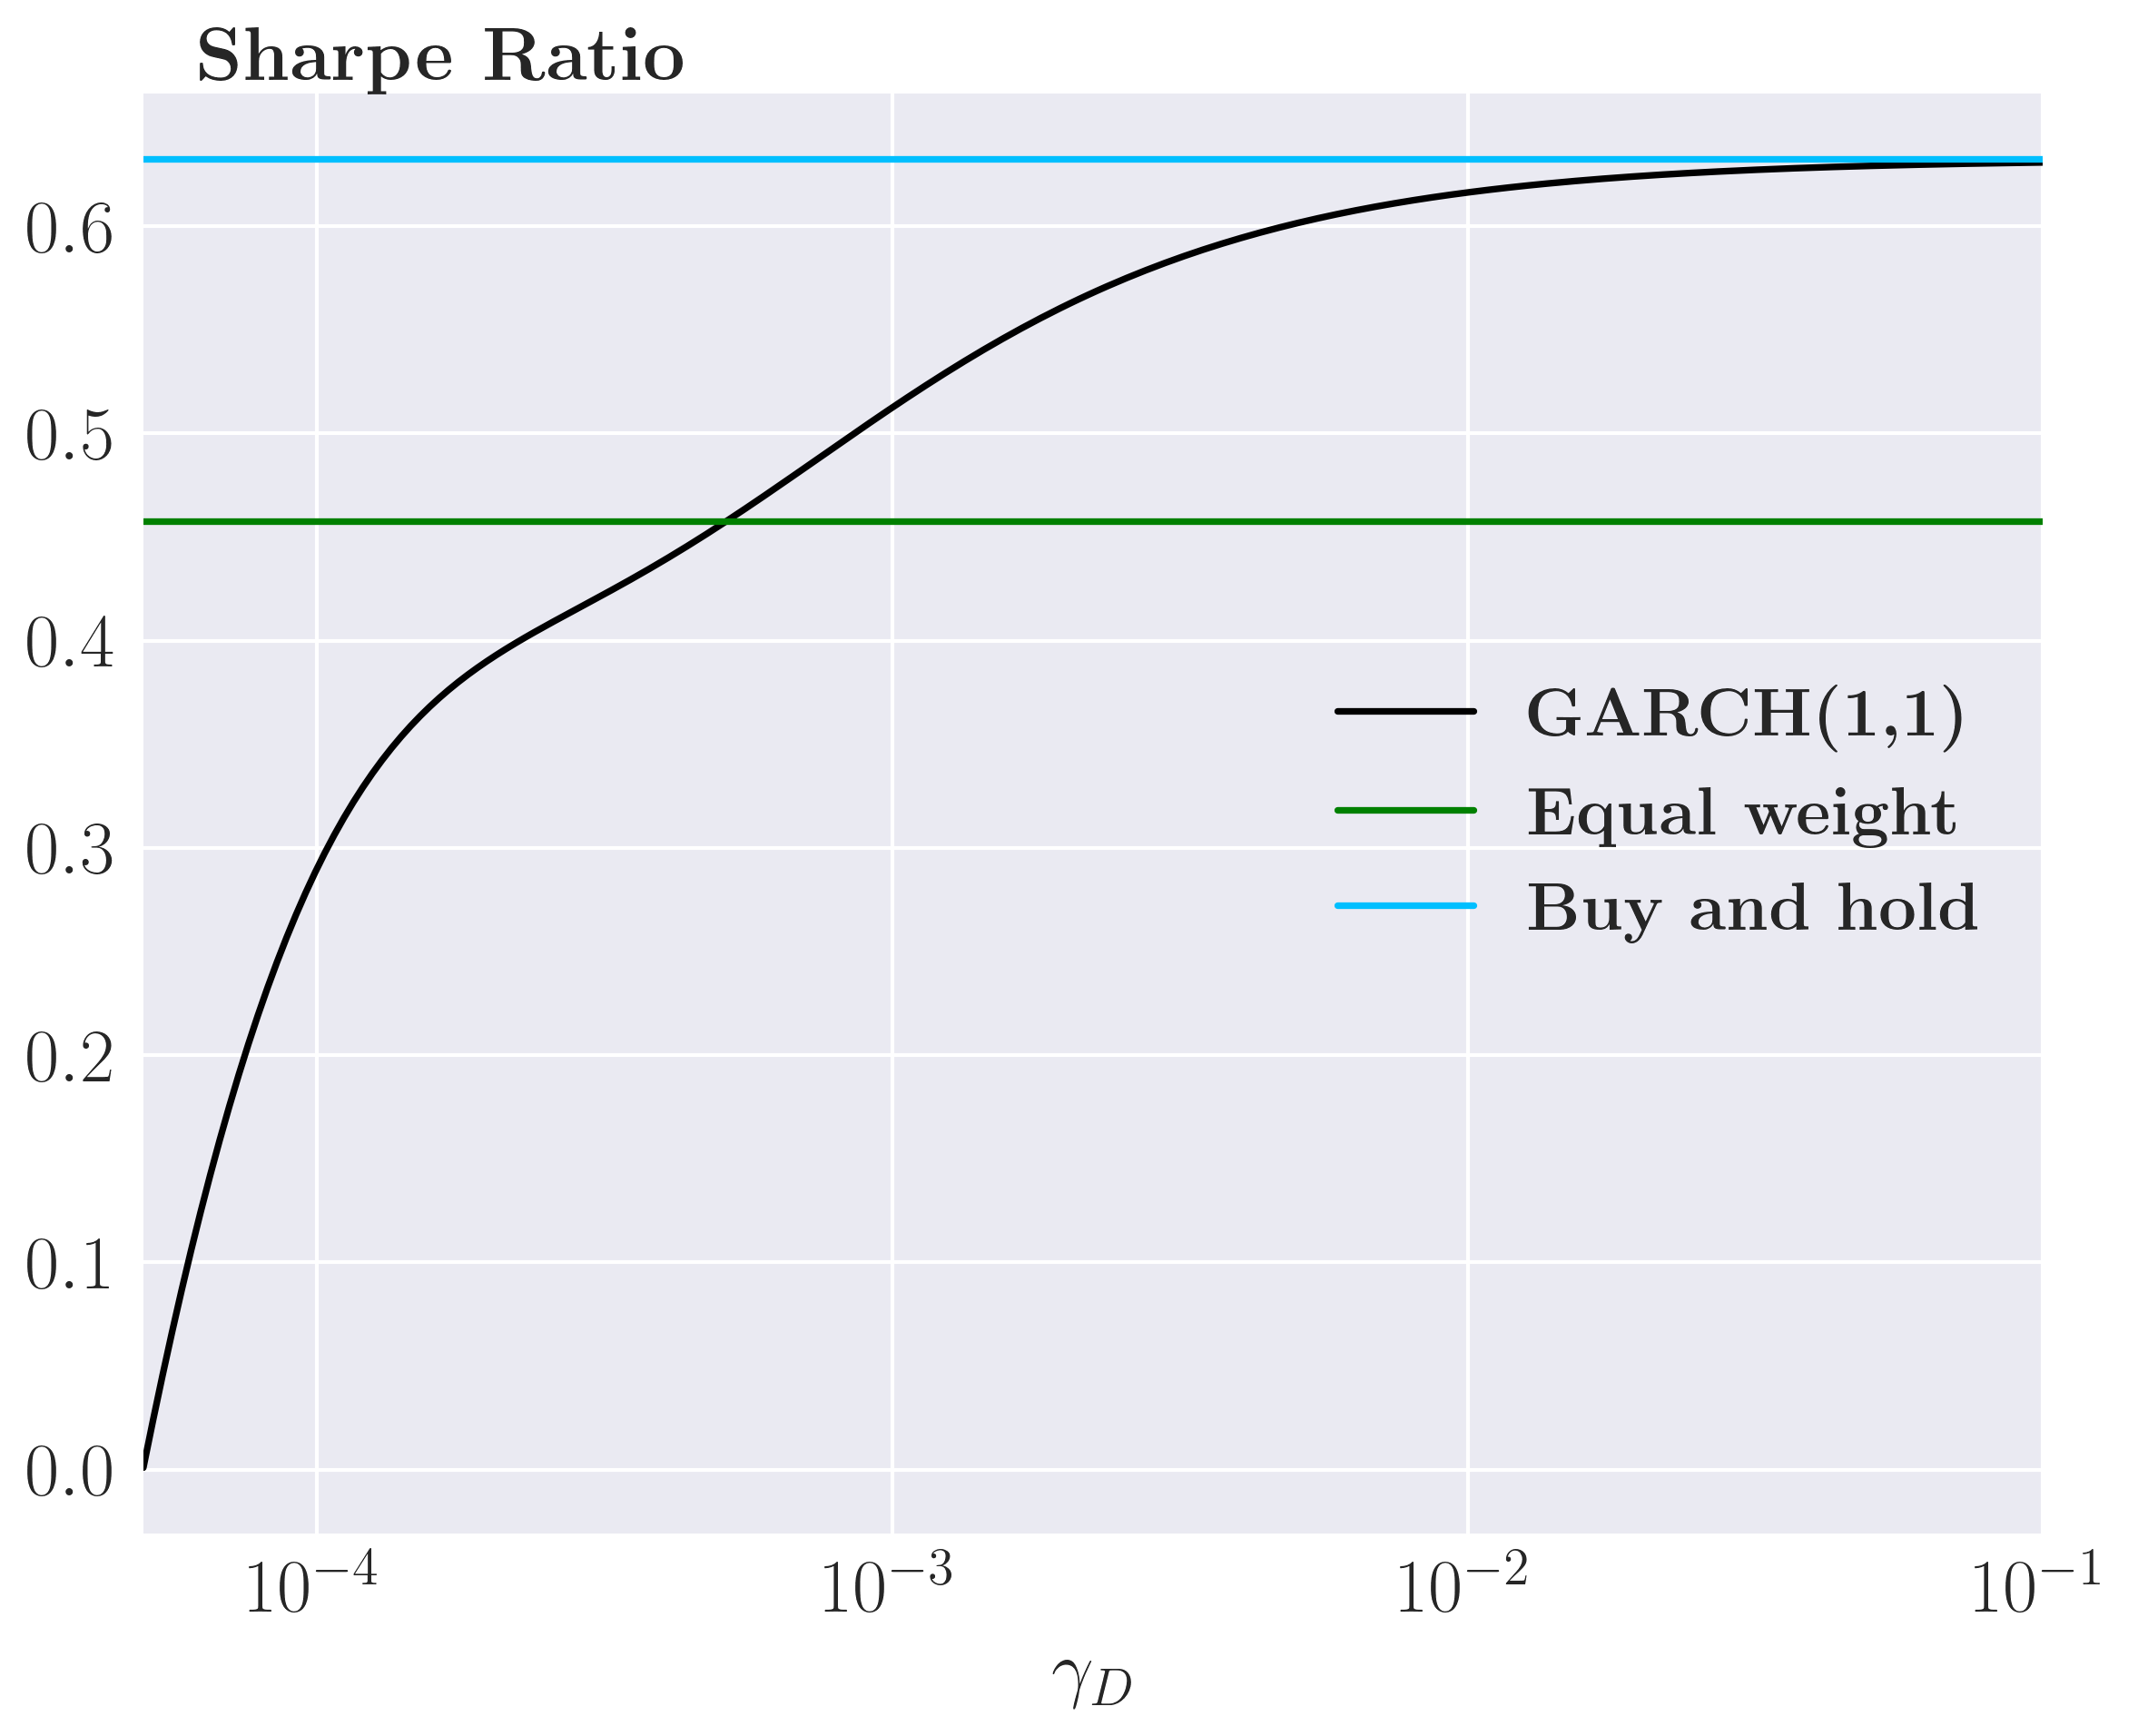 Sharpe Ratio
0.6
0.5
0.4
0.3
0.2
0.1
0.0
GARCH(1,1)
Equal weight
Buy and hold
10⁻⁴ 10⁻³ 10⁻² 10⁻¹
γ_D